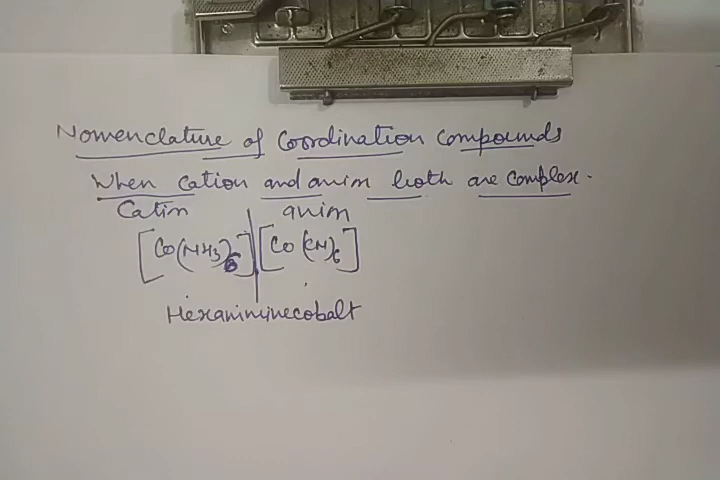 Nomenclature of Coordination compounds
When cation and anion both are complex.
Cation anion
[Co(NH3)6] [Co(CN)6]
Hexamminecobalt